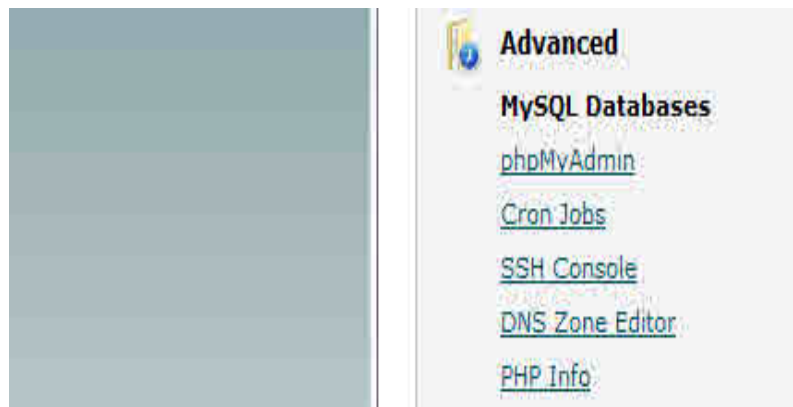 Advanced
MySQL Databases
phpMyAdmin
Cron Jobs
SSH Console
DNS Zone Editor
PHP Info